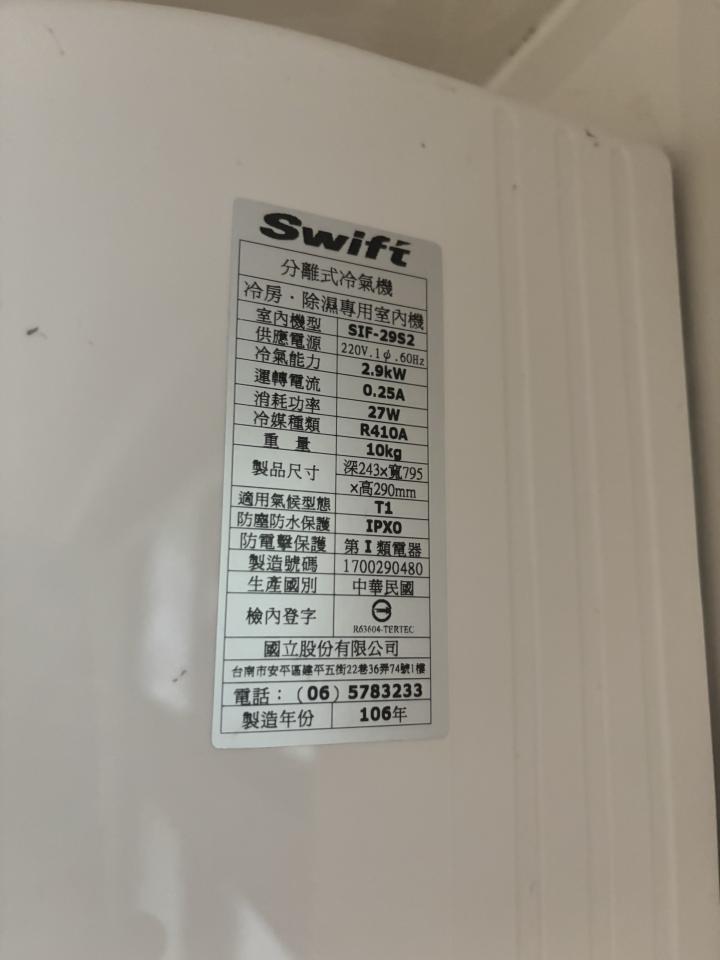 Swift
分離式冷氣機
冷房·除濕專用室內機
室內機型 SIF-29S2
供應電源 220V.1φ.60Hz
冷氣能力 2.9kW
運轉電流 0.25A
消耗功率 27W
冷媒種類 R410A
重 量 10kg
製品尺寸 深243×寬795
×高290mm
適用氣候型態 T1
防塵防水保護 IPX0
防電擊保護 第 I 類電器
製造號碼 1700290480
生產國別 中華民國
檢內登字 R63604-TERTEC
國立股份有限公司
台南市安平區建平五街22巷36弄74號1樓
電話：（06）5783233
製造年份 106年